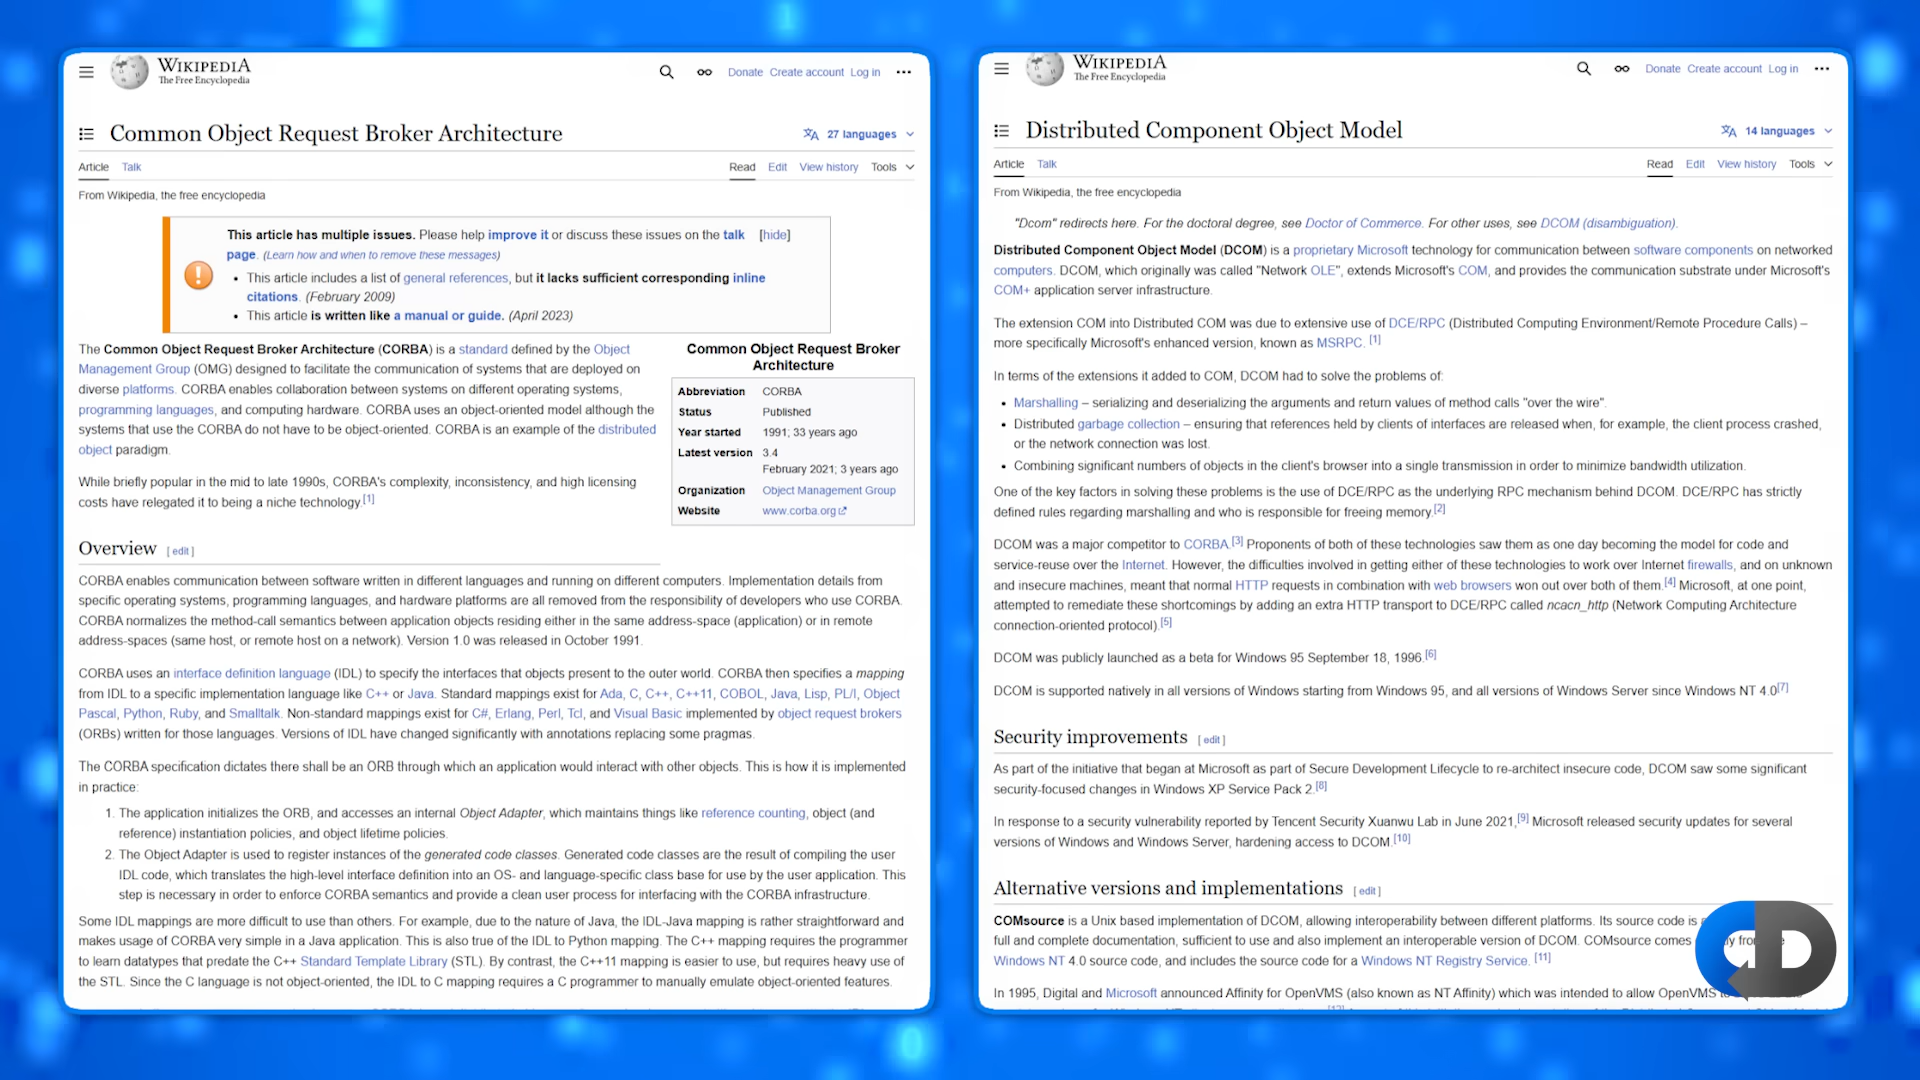 WIKIPEDIA
The Free Encyclopedia
Donate Create account Log in
Common Object Request Broker Architecture
27 languages
Article Talk Read Edit View history Tools
From Wikipedia, the free encyclopedia
This article has multiple issues. Please help improve it or discuss these issues on the talk [hide]
page. (Learn how and when to remove these messages)
• This article includes a list of general references, but it lacks sufficient corresponding inline
citations. (February 2009)
• This article is written like a manual or guide. (April 2023)
The Common Object Request Broker Architecture (CORBA) is a standard defined by the Object
Management Group (OMG) designed to facilitate the communication of systems that are deployed on
diverse platforms. CORBA enables collaboration between systems on different operating systems,
programming languages, and computing hardware. CORBA uses an object-oriented model although the
systems that use the CORBA do not have to be object-oriented. CORBA is an example of the distributed
object paradigm.
While briefly popular in the mid to late 1990s, CORBA's complexity, inconsistency, and high licensing
costs have relegated it to being a niche technology.[1]
Common Object Request Broker
Architecture
Abbreviation CORBA
Status Published
Year started 1991; 33 years ago
Latest version 3.4
February 2021; 3 years ago
Organization Object Management Group
Website www.corba.org
Overview [ edit ]
CORBA enables communication between software written in different languages and running on different computers. Implementation details from
specific operating systems, programming languages, and hardware platforms are all removed from the responsibility of developers who use CORBA.
CORBA normalizes the method-call semantics between application objects residing either in the same address-space (application) or in remote
address-spaces (same host, or remote host on a network). Version 1.0 was released in October 1991.
CORBA uses an interface definition language (IDL) to specify the interfaces that objects present to the outer world. CORBA then specifies a mapping
from IDL to a specific implementation language like C++ or Java. Standard mappings exist for Ada, C, C++, C++11, COBOL, Java, Lisp, PL/I, Object
Pascal, Python, Ruby, and Smalltalk. Non-standard mappings exist for C#, Erlang, Perl, Tcl, and Visual Basic implemented by object request brokers
(ORBs) written for those languages. Versions of IDL have changed significantly with annotations replacing some pragmas.
The CORBA specification dictates there shall be an ORB through which an application would interact with other objects. This is how it is implemented
in practice:
1. The application initializes the ORB, and accesses an internal Object Adapter, which maintains things like reference counting, object (and
reference) instantiation policies, and object lifetime policies.
2. The Object Adapter is used to register instances of the generated code classes. Generated code classes are the result of compiling the user
IDL code, which translates the high-level interface definition into an OS- and language-specific class base for use by the user application. This
step is necessary in order to enforce CORBA semantics and provide a clean user process for interfacing with the CORBA infrastructure.
Some IDL mappings are more difficult to use than others. For example, due to the nature of Java, the IDL-Java mapping is rather straightforward and
makes usage of CORBA very simple in a Java application. This is also true of the IDL to Python mapping. The C++ mapping requires the programmer
to learn datatypes that predate the C++ Standard Template Library (STL). By contrast, the C++11 mapping is easier to use, but requires heavy use of
the STL. Since the C language is not object-oriented, the IDL to C mapping requires a C programmer to manually emulate object-oriented features.
WIKIPEDIA
The Free Encyclopedia
Donate Create account Log in
Distributed Component Object Model
14 languages
Article Talk Read Edit View history Tools
From Wikipedia, the free encyclopedia
"Dcom" redirects here. For the doctoral degree, see Doctor of Commerce. For other uses, see DCOM (disambiguation).
Distributed Component Object Model (DCOM) is a proprietary Microsoft technology for communication between software components on networked
computers. DCOM, which originally was called "Network OLE", extends Microsoft's COM, and provides the communication substrate under Microsoft's
COM+ application server infrastructure.
The extension COM into Distributed COM was due to extensive use of DCE/RPC (Distributed Computing Environment/Remote Procedure Calls) –
more specifically Microsoft's enhanced version, known as MSRPC. [1]
In terms of the extensions it added to COM, DCOM had to solve the problems of:
• Marshalling – serializing and deserializing the arguments and return values of method calls "over the wire".
• Distributed garbage collection – ensuring that references held by clients of interfaces are released when, for example, the client process crashed,
or the network connection was lost.
• Combining significant numbers of objects in the client's browser into a single transmission in order to minimize bandwidth utilization.
One of the key factors in solving these problems is the use of DCE/RPC as the underlying RPC mechanism behind DCOM. DCE/RPC has strictly
defined rules regarding marshalling and who is responsible for freeing memory.[2]
DCOM was a major competitor to CORBA.[3] Proponents of both of these technologies saw them as one day becoming the model for code and
service-reuse over the Internet. However, the difficulties involved in getting either of these technologies to work over Internet firewalls, and on unknown
and insecure machines, meant that normal HTTP requests in combination with web browsers won out over both of them.[4] Microsoft, at one point,
attempted to remediate these shortcomings by adding an extra HTTP transport to DCE/RPC called ncacn_http (Network Computing Architecture
connection-oriented protocol).[5]
DCOM was publicly launched as a beta for Windows 95 September 18, 1996.[6]
DCOM is supported natively in all versions of Windows starting from Windows 95, and all versions of Windows Server since Windows NT 4.0[7]
Security improvements [ edit ]
As part of the initiative that began at Microsoft as part of Secure Development Lifecycle to re-architect insecure code, DCOM saw some significant
security-focused changes in Windows XP Service Pack 2.[8]
In response to a security vulnerability reported by Tencent Security Xuanwu Lab in June 2021,[9] Microsoft released security updates for several
versions of Windows and Windows Server, hardening access to DCOM.[10]
Alternative versions and implementations [ edit ]
COMsource is a Unix based implementation of DCOM, allowing interoperability between different platforms. Its source code is
full and complete documentation, sufficient to use and also implement an interoperable version of DCOM. COMsource comes
Windows NT 4.0 source code, and includes the source code for a Windows NT Registry Service. [11]
In 1995, Digital and Microsoft announced Affinity for OpenVMS (also known as NT Affinity) which was intended to allow OpenVMS
D